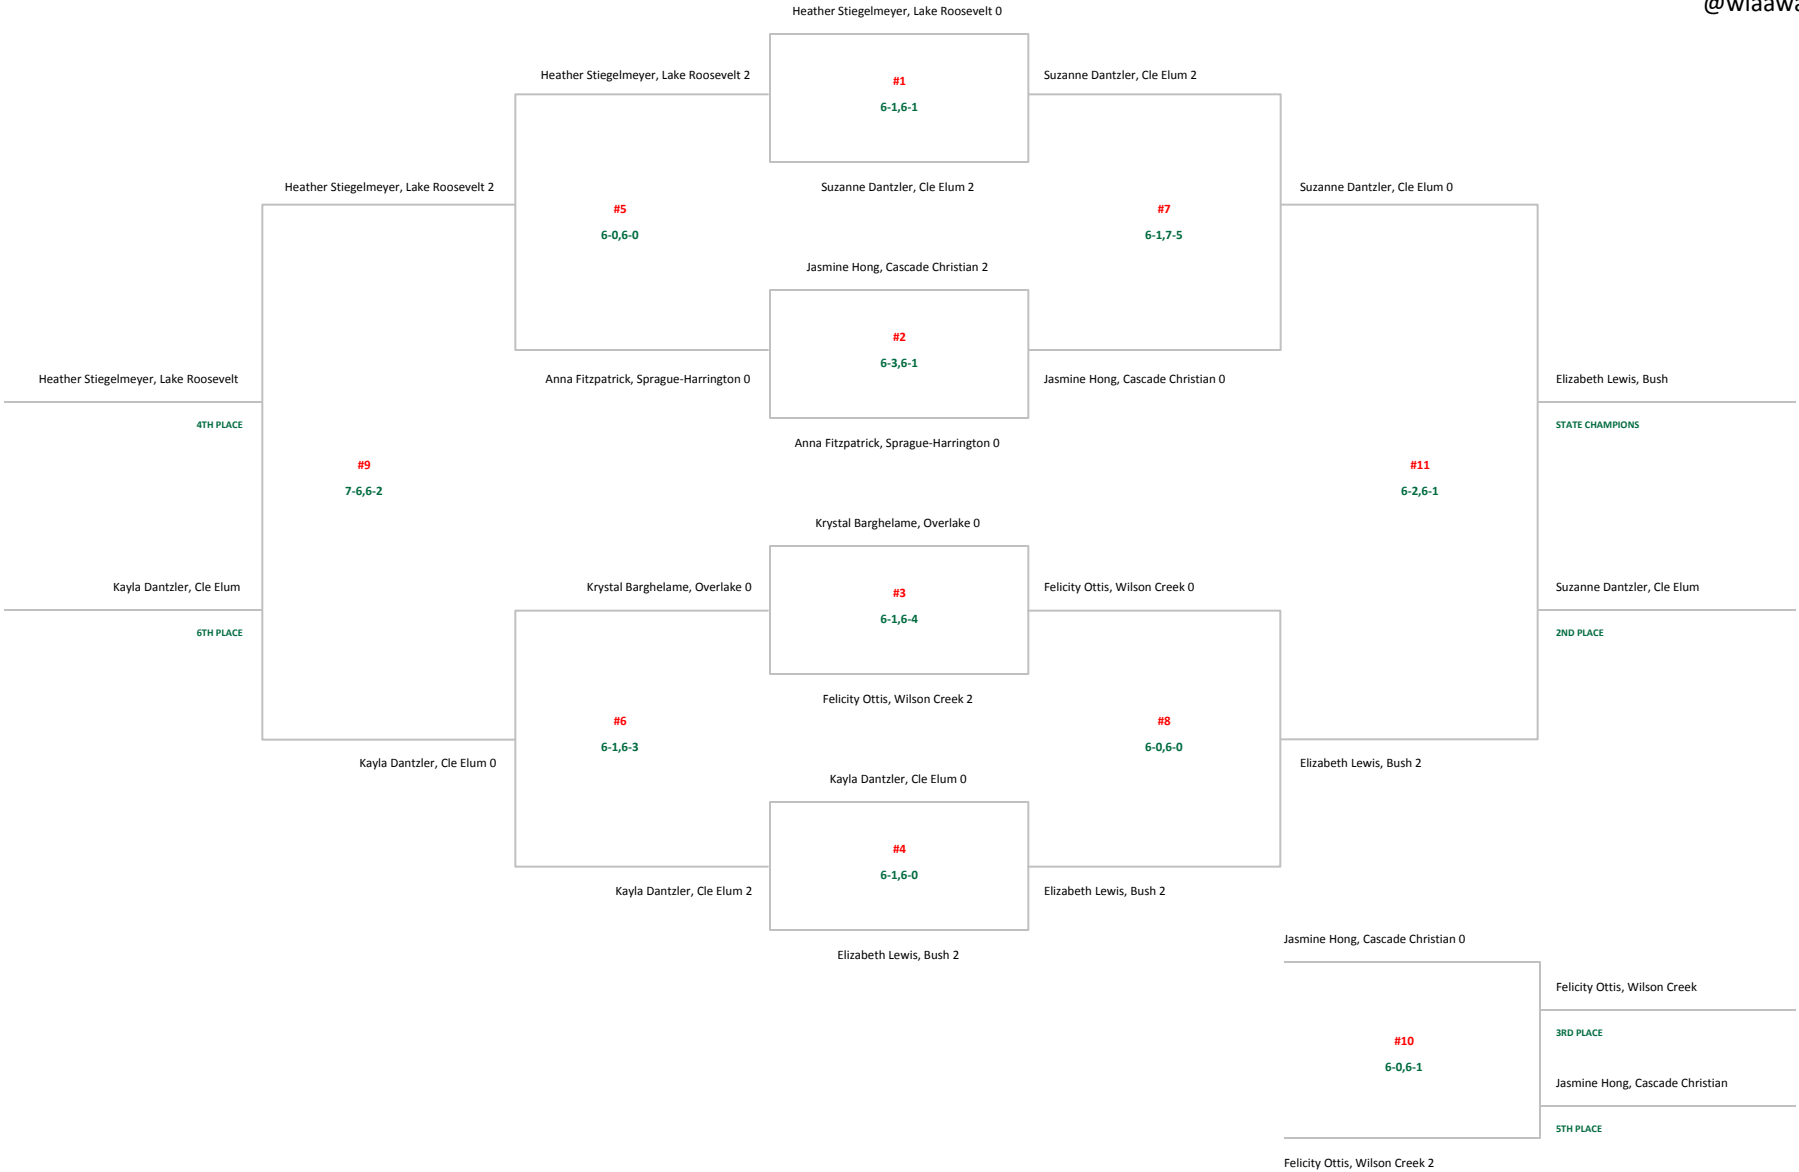 @wiaawa
Heather Stiegelmeyer, Lake Roosevelt 0
Heather Stiegelmeyer, Lake Roosevelt 2
#1
Suzanne Dantzler, Cle Elum 2
6-1,6-1
Heather Stiegelmeyer, Lake Roosevelt 2
Suzanne Dantzler, Cle Elum 2
Suzanne Dantzler, Cle Elum 0
#5
#7
6-0,6-0
6-1,7-5
Jasmine Hong, Cascade Christian 2
#2
6-3,6-1
Heather Stiegelmeyer, Lake Roosevelt
Anna Fitzpatrick, Sprague-Harrington 0
Jasmine Hong, Cascade Christian 0
Elizabeth Lewis, Bush
4TH PLACE
STATE CHAMPIONS
Anna Fitzpatrick, Sprague-Harrington 0
#9
#11
7-6,6-2
6-2,6-1
Krystal Barghelame, Overlake 0
Kayla Dantzler, Cle Elum
Krystal Barghelame, Overlake 0
#3
Felicity Ottis, Wilson Creek 0
Suzanne Dantzler, Cle Elum
6-1,6-4
6TH PLACE
2ND PLACE
Felicity Ottis, Wilson Creek 2
#6
#8
6-1,6-3
6-0,6-0
Kayla Dantzler, Cle Elum 0
Elizabeth Lewis, Bush 2
Kayla Dantzler, Cle Elum 0
#4
6-1,6-0
Kayla Dantzler, Cle Elum 2
Elizabeth Lewis, Bush 2
Elizabeth Lewis, Bush 2
Jasmine Hong, Cascade Christian 0
Felicity Ottis, Wilson Creek
3RD PLACE
#10
6-0,6-1
Jasmine Hong, Cascade Christian
5TH PLACE
Felicity Ottis, Wilson Creek 2